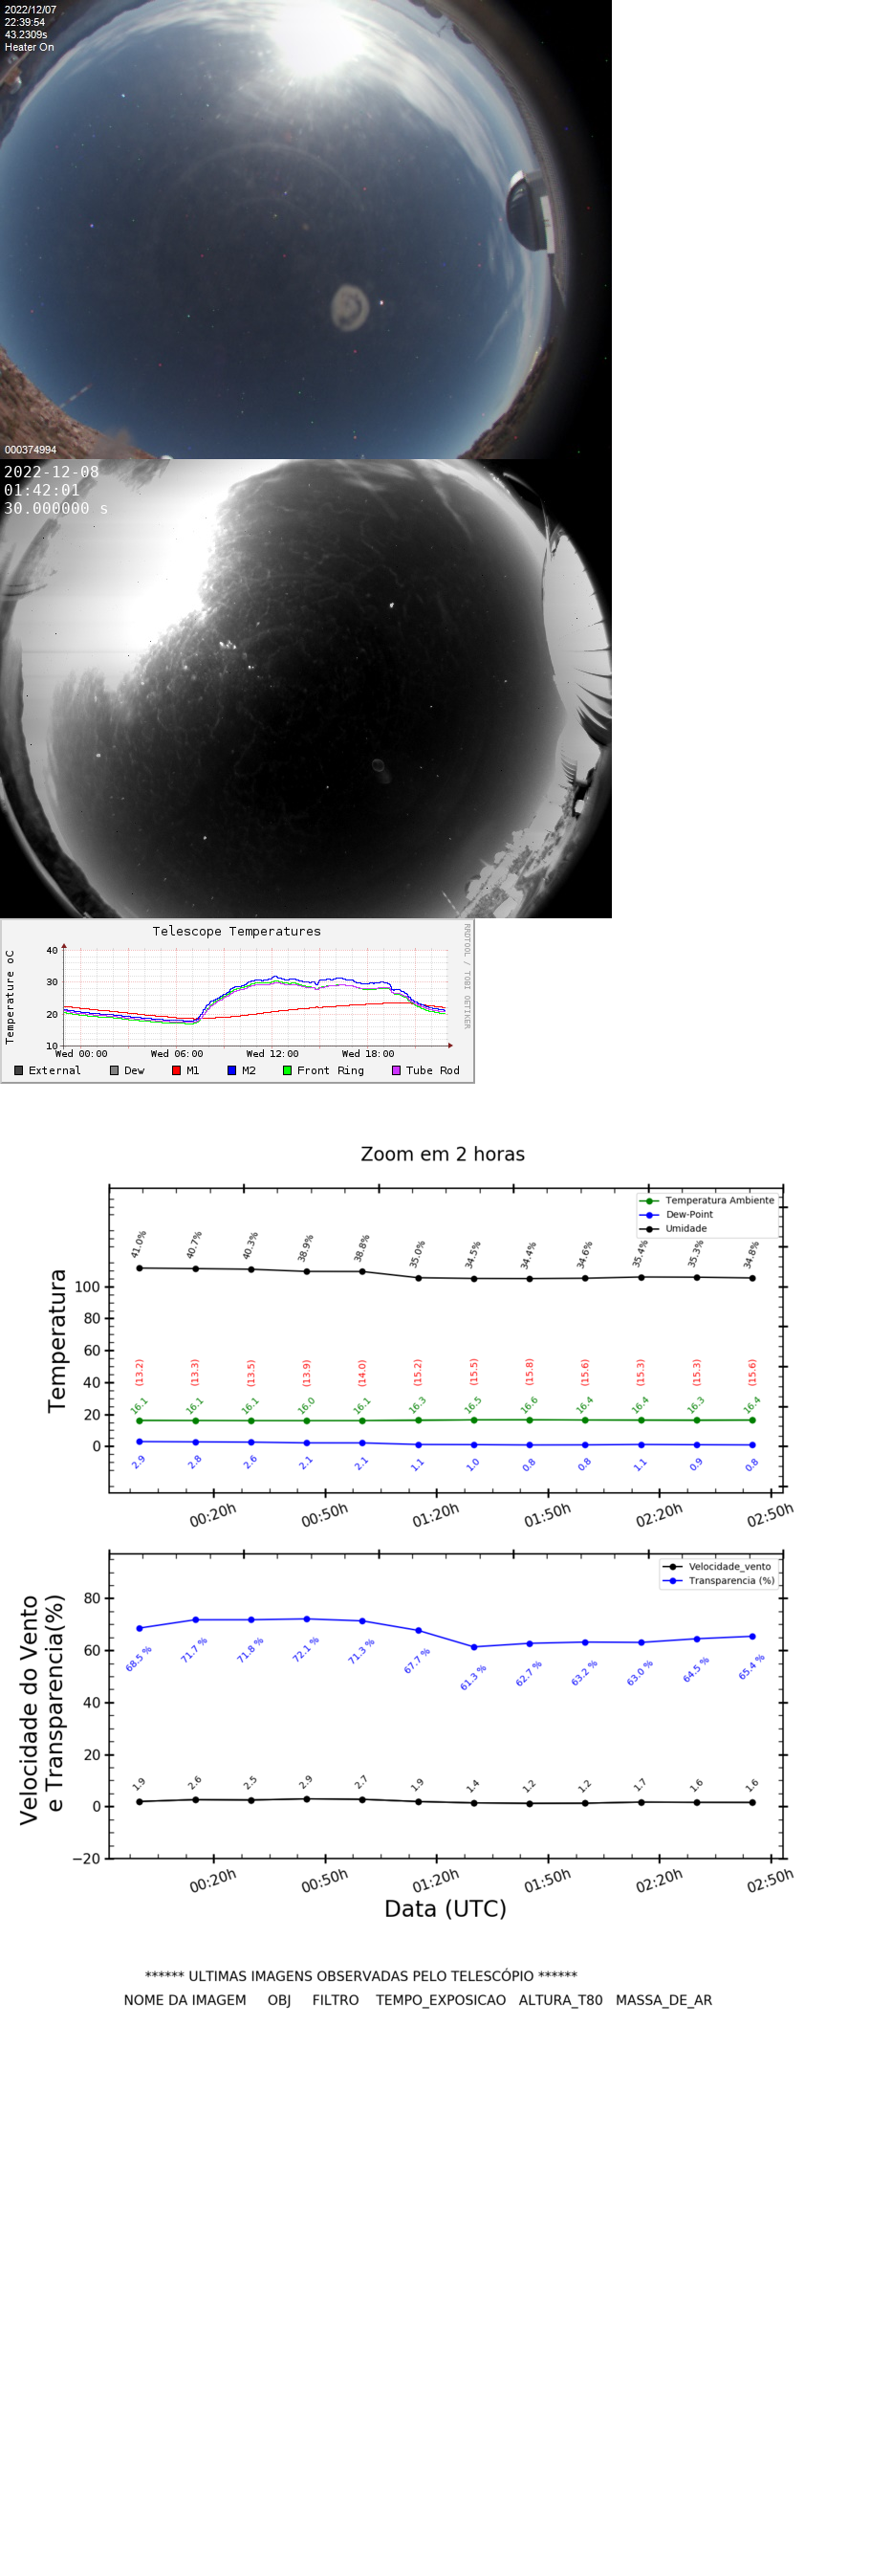 2022/12/07
22:39:54
43.2309s
Heater On
000374994
2022-12-08
01:42:01
30.000000 s
Telescope Temperatures
RRDTOOL / TOBI OETIKER
Temperature oC
40
30
20
10
Wed 00:00 Wed 06:00 Wed 12:00 Wed 18:00
External Dew M1 M2 Front Ring Tube Rod
Zoom em 2 horas
Temperatura Ambiente
Dew-Point
Umidade
41.0% 40.7% 40.3% 38.9% 38.8% 35.0% 34.5% 34.4% 34.6% 35.4% 35.3% 34.8%
Temperatura
100
80
60
40
20
0
(13.2) (13.3) (13.5) (13.9) (14.0) (15.2) (15.5) (15.8) (15.6) (15.3) (15.3) (15.6)
16.1 16.1 16.1 16.0 16.1 16.3 16.5 16.6 16.4 16.4 16.3 16.4
2.9 2.8 2.6 2.1 2.1 1.1 1.0 0.8 0.8 1.1 0.9 0.8
00:20h 00:50h 01:20h 01:50h 02:20h 02:50h
Velocidade_vento
Transparencia (%)
Velocidade do Vento
e Transparencia(%)
80
60
40
20
0
−20
68.5 % 71.7 % 71.8 % 72.1 % 71.3 % 67.7 % 61.3 % 62.7 % 63.2 % 63.0 % 64.5 % 65.4 %
1.9 2.6 2.5 2.9 2.7 1.9 1.4 1.2 1.2 1.7 1.6 1.6
00:20h 00:50h 01:20h 01:50h 02:20h 02:50h
Data (UTC)
****** ULTIMAS IMAGENS OBSERVADAS PELO TELESCÓPIO ******
NOME DA IMAGEM OBJ FILTRO TEMPO_EXPOSICAO ALTURA_T80 MASSA_DE_AR